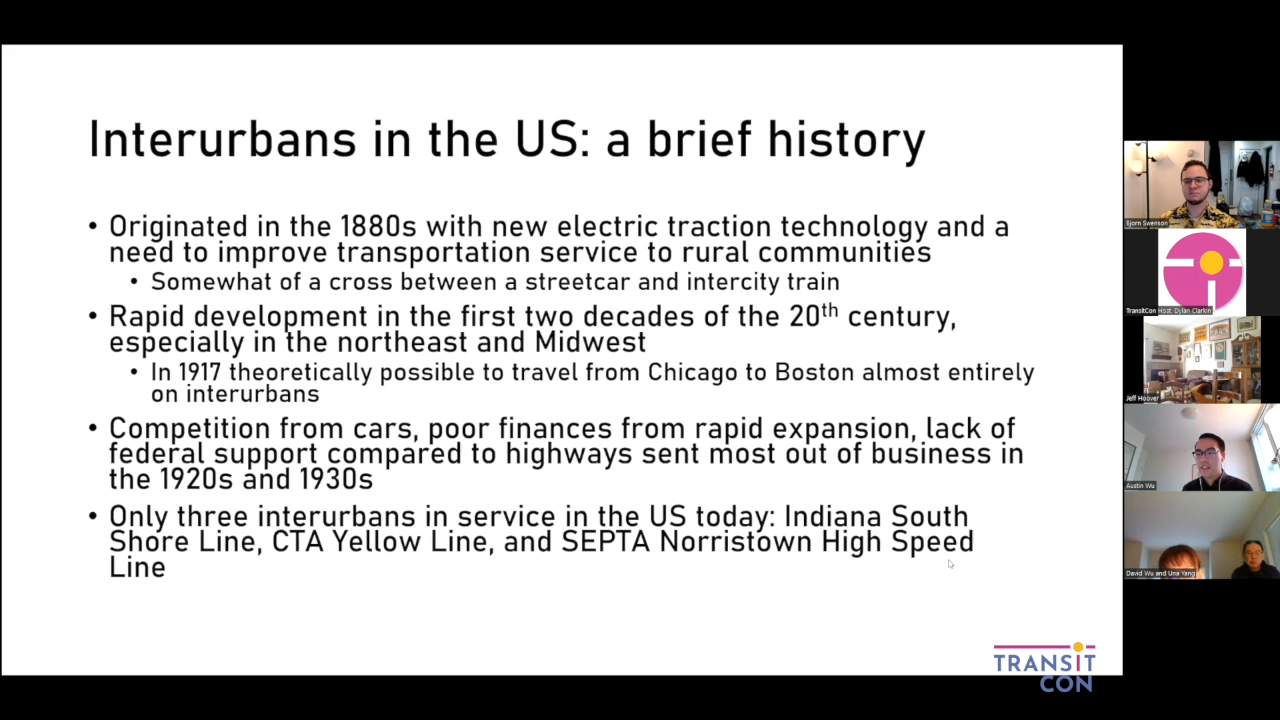 Interurbans in the US: a brief history
• Originated in the 1880s with new electric traction technology and a
need to improve transportation service to rural communities
• Somewhat of a cross between a streetcar and intercity train
• Rapid development in the first two decades of the 20th century,
especially in the northeast and Midwest
• In 1917 theoretically possible to travel from Chicago to Boston almost entirely
on interurbans
• Competition from cars, poor finances from rapid expansion, lack of
federal support compared to highways sent most out of business in
the 1920s and 1930s
• Only three interurbans in service in the US today: Indiana South
Shore Line, CTA Yellow Line, and SEPTA Norristown High Speed
Line
TRANSIT
CON
Bjorn Swenson
TransitCon Host, Dylan Clarkin
Jeff Hoover
Austin Wu
David Wu and Una Yang